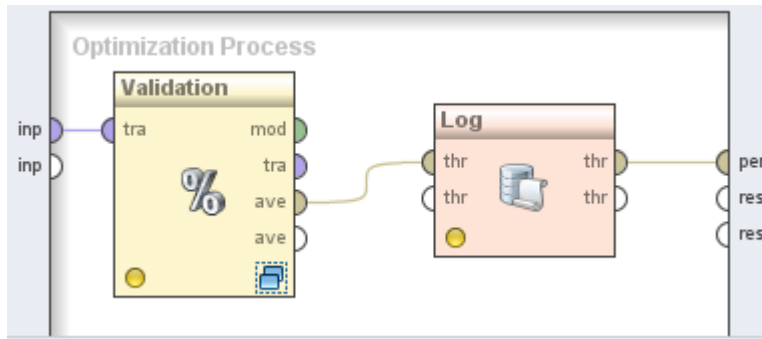 Optimization Process
Validation
Log
inp
tra
mod
thr
thr
per
inp
tra
thr
thr
res
ave
res
ave